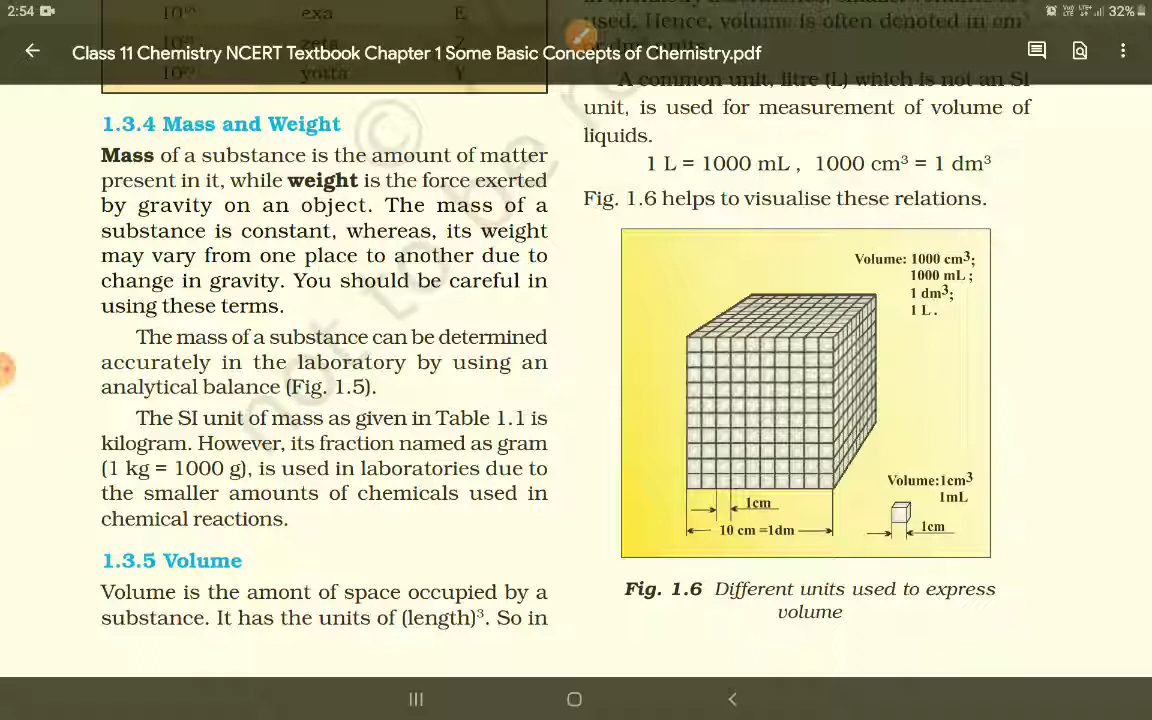 2:54
32%
Class 11 Chemistry NCERT Textbook Chapter 1 Some Basic Concepts of Chemistry.pdf
exa E
zeta Z
yotta Y
1.3.4 Mass and Weight
Mass of a substance is the amount of matter
present in it, while weight is the force exerted
by gravity on an object. The mass of a
substance is constant, whereas, its weight
may vary from one place to another due to
change in gravity. You should be careful in
using these terms.
The mass of a substance can be determined
accurately in the laboratory by using an
analytical balance (Fig. 1.5).
The SI unit of mass as given in Table 1.1 is
kilogram. However, its fraction named as gram
(1 kg = 1000 g), is used in laboratories due to
the smaller amounts of chemicals used in
chemical reactions.
1.3.5 Volume
Volume is the amont of space occupied by a
substance. It has the units of (length)³. So in
used. Hence, volume is often denoted in cm³
A common unit, litre (L) which is not an SI
unit, is used for measurement of volume of
liquids.
1 L = 1000 mL , 1000 cm³ = 1 dm³
Fig. 1.6 helps to visualise these relations.
Volume: 1000 cm³;
1000 mL ;
1 dm³;
1 L .
Volume:1cm³
1mL
1cm
10 cm =1dm
1cm
Fig. 1.6 Different units used to express
volume
© not to be re